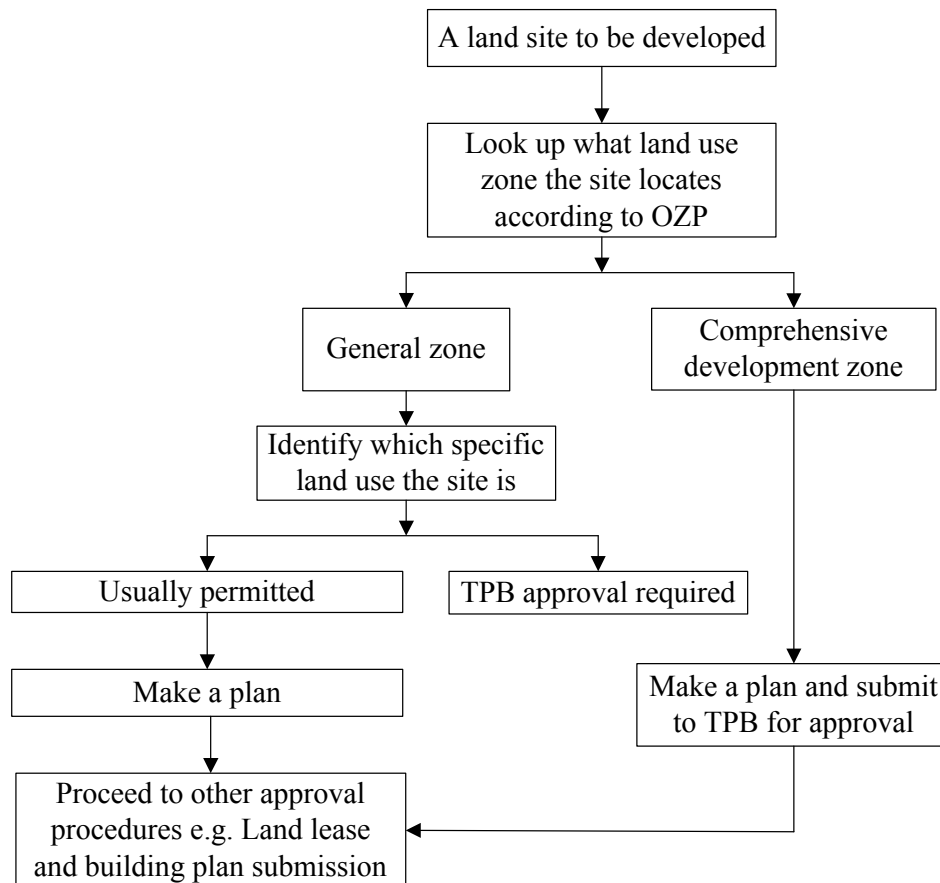 A land site to be developed
Look up what land use
zone the site locates
according to OZP
General zone
Comprehensive
development zone
Identify which specific
land use the site is
Usually permitted
TPB approval required
Make a plan
Make a plan and submit
to TPB for approval
Proceed to other approval
procedures e.g. Land lease
and building plan submission